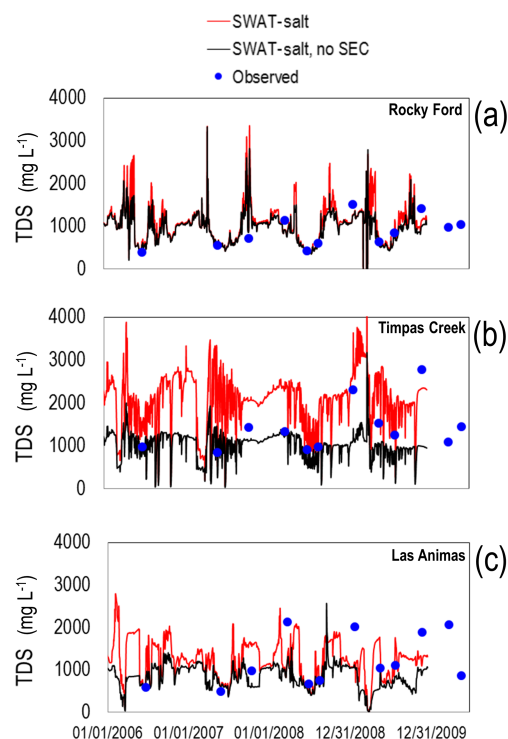 SWAT-salt
SWAT-salt, no SEC
Observed
4000
Rocky Ford
(a)
3000
2000
1000
0
TDS (mg L-1)
4000
Timpas Creek
(b)
3000
2000
1000
0
TDS (mg L-1)
4000
Las Animas
(c)
3000
2000
1000
0
TDS (mg L-1)
01/01/2006
01/01/2007
01/01/2008
12/31/2008
12/31/2009